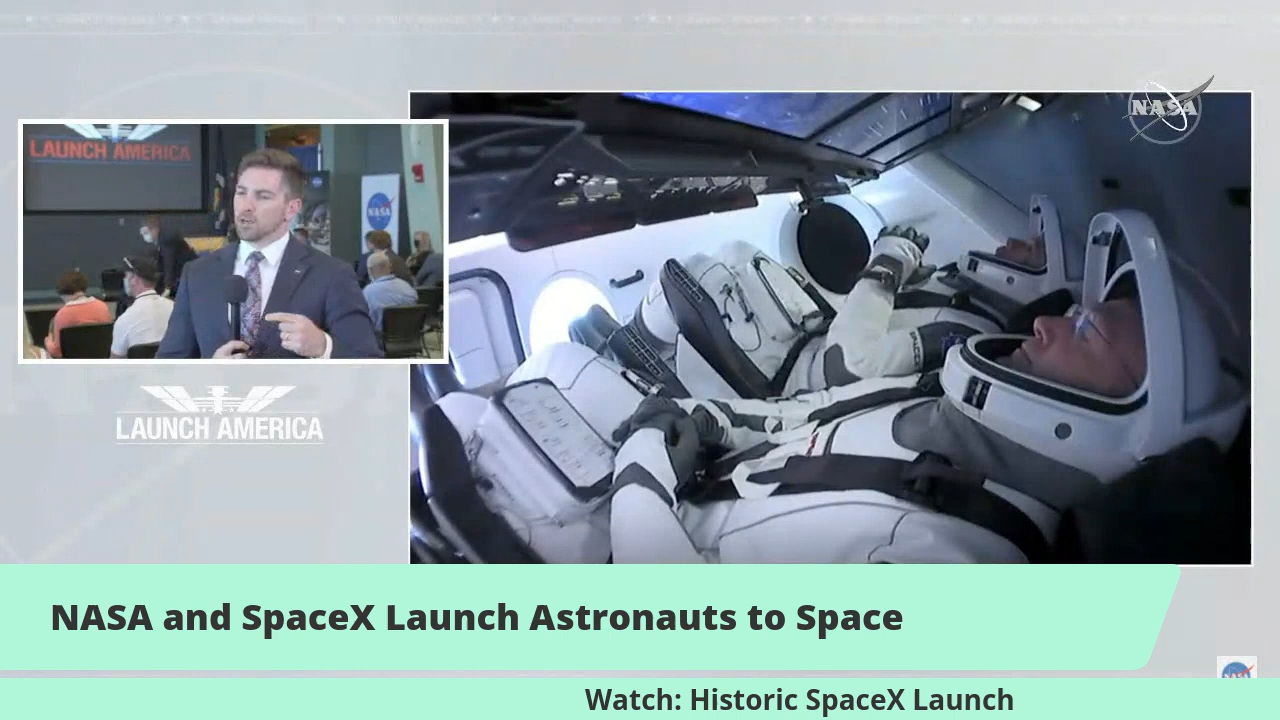 LAUNCH AMERICA
NASA
NASA
LAUNCH AMERICA
NASA and SpaceX Launch Astronauts to Space
Watch: Historic SpaceX Launch